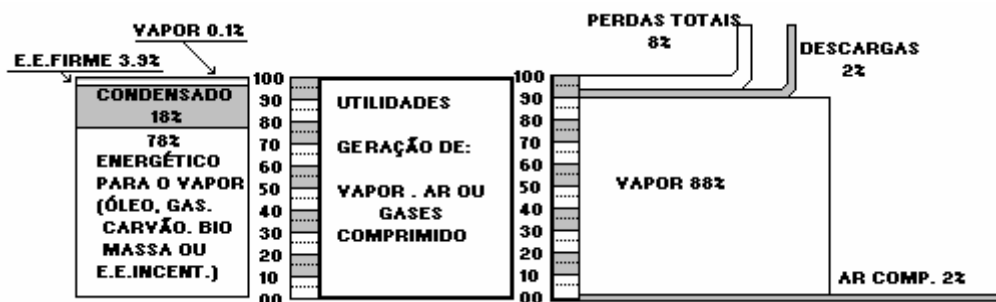 VAPOR 0.1%
E.E.FIRME 3.9%
CONDENSADO
18%
78%
ENERGÉTICO
PARA O VAPOR
(ÓLEO, GAS.
CARVÃO. BIO
MASSA OU
E.E.INCENT.)
100
90
80
70
60
50
40
30
20
10
00
UTILIDADES
GERAÇÃO DE:
VAPOR . AR OU
GASES
COMPRIMIDO
100
90
80
70
60
50
40
30
20
10
00
PERDAS TOTAIS
8%
DESCARGAS
2%
VAPOR 88%
AR COMP. 2%